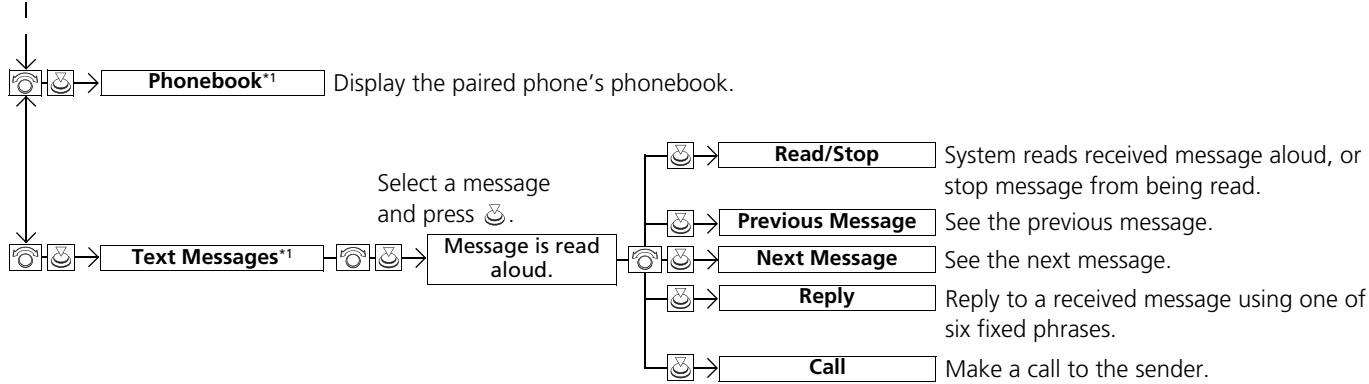 Phonebook*1 Display the paired phone's phonebook.
Select a message
and press .
Text Messages*1
Message is read
aloud.
Read/Stop System reads received message aloud, or
stop message from being read.
Previous Message See the previous message.
Next Message See the next message.
Reply Reply to a received message using one of
six fixed phrases.
Call Make a call to the sender.